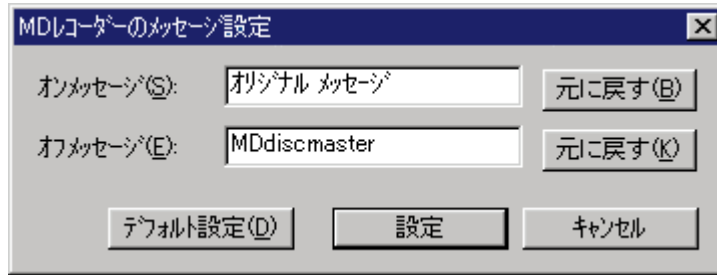 MDﾚｺｰﾀﾞｰのﾒｯｾｰｼﾞ設定
ｵﾝﾒｯｾｰｼﾞ(S): ｵﾘｼﾞﾅﾙ ﾒｯｾｰｼﾞ 元に戻す(B)
ｵﾌﾒｯｾｰｼﾞ(E): MDdiscmaster 元に戻す(K)
ﾃﾞﾌｫﾙﾄ設定(D) 設定 ｷｬﾝｾﾙ